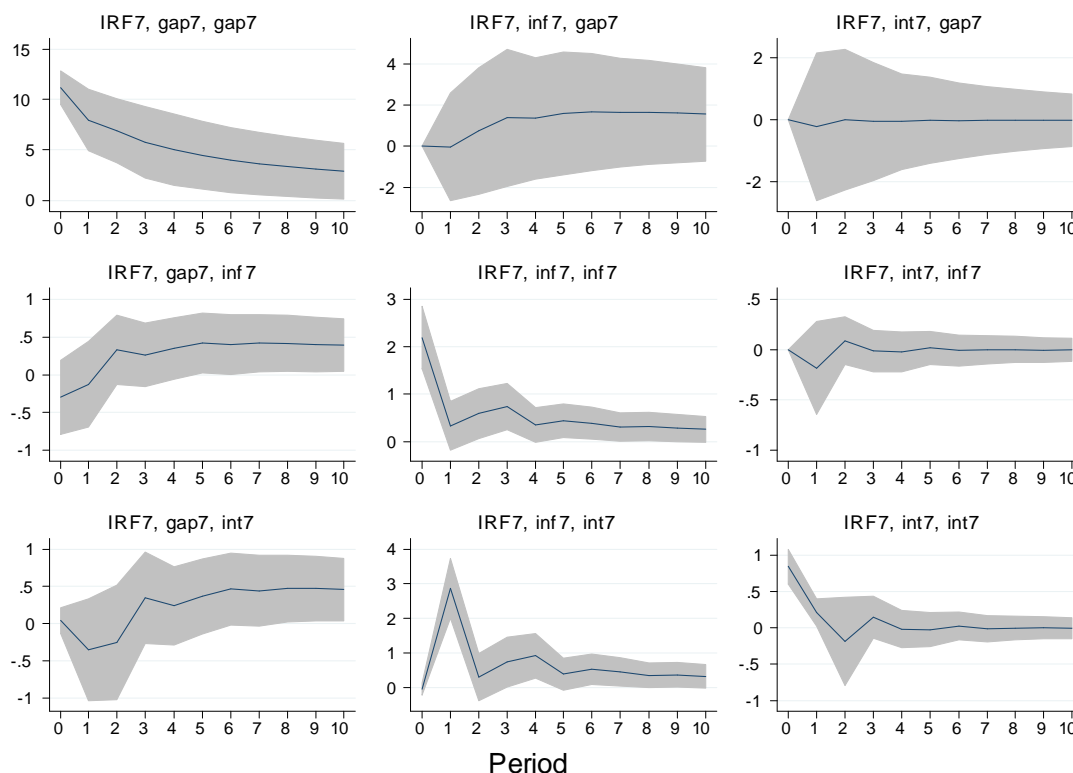 IRF7, gap7, gap7
IRF7, inf7, gap7
IRF7, int7, gap7
15
10
5
0
4
2
0
-2
2
0
-2
0 1 2 3 4 5 6 7 8 9 10
0 1 2 3 4 5 6 7 8 9 10
0 1 2 3 4 5 6 7 8 9 10
IRF7, gap7, inf7
IRF7, inf7, inf7
IRF7, int7, inf7
1
.5
0
-.5
-1
3
2
1
0
.5
0
-.5
-1
0 1 2 3 4 5 6 7 8 9 10
0 1 2 3 4 5 6 7 8 9 10
0 1 2 3 4 5 6 7 8 9 10
IRF7, gap7, int7
IRF7, inf7, int7
IRF7, int7, int7
1
.5
0
-.5
-1
4
3
2
1
0
1
.5
0
-.5
-1
0 1 2 3 4 5 6 7 8 9 10
0 1 2 3 4 5 6 7 8 9 10
0 1 2 3 4 5 6 7 8 9 10
Period